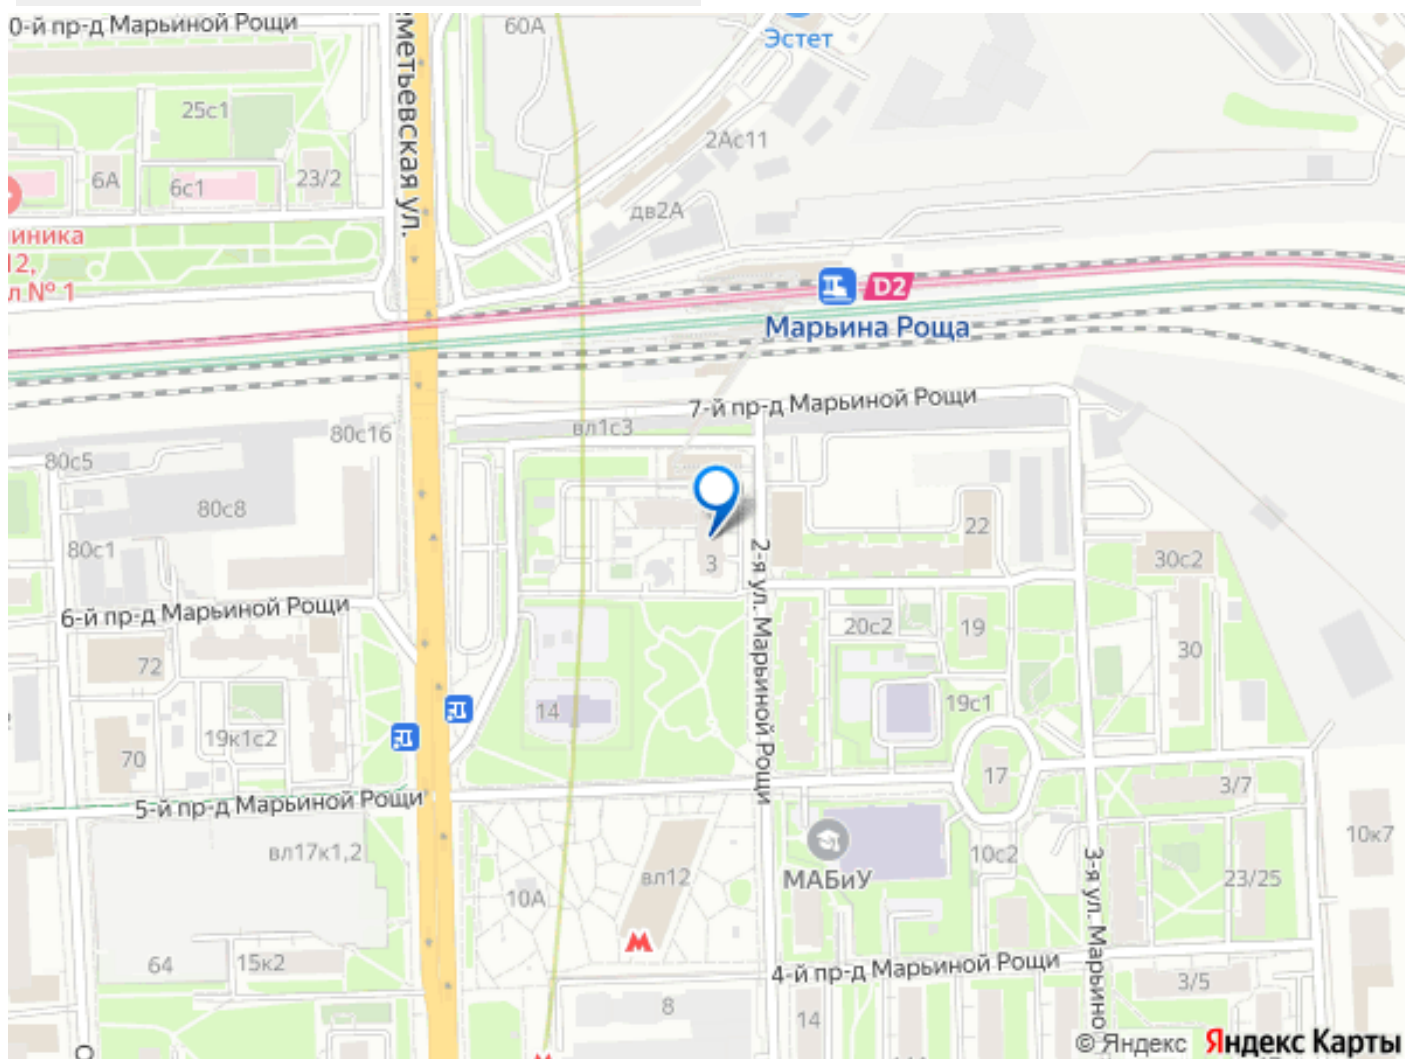 0-й пр-д Марьиной Рощи
60А
Эстет
метьевская ул.
25с1
2Ас11
6А
6с1
23/2
дв2А
иника
12,
л № 1
D2
Марьина Роща
7-й пр-д Марьиной Рощи
80с16
вл1с3
80с5
80с8
22
80с1
3
2-я ул. Марьиной Рощи
30с2
6-й пр-д Марьиной Рощи
20с2
19
30
72
19с1
14
19к1с2
70
17
3/7
5-й пр-д Марьиной Рощи
10к7
вл17к1,2
10с2
3-я ул. Марьино
МАБиУ
вл12
23/25
10А
64
15к2
4-й пр-д Марьиной Рощи
3/5
8
14
© Яндекс Яндекс Карты